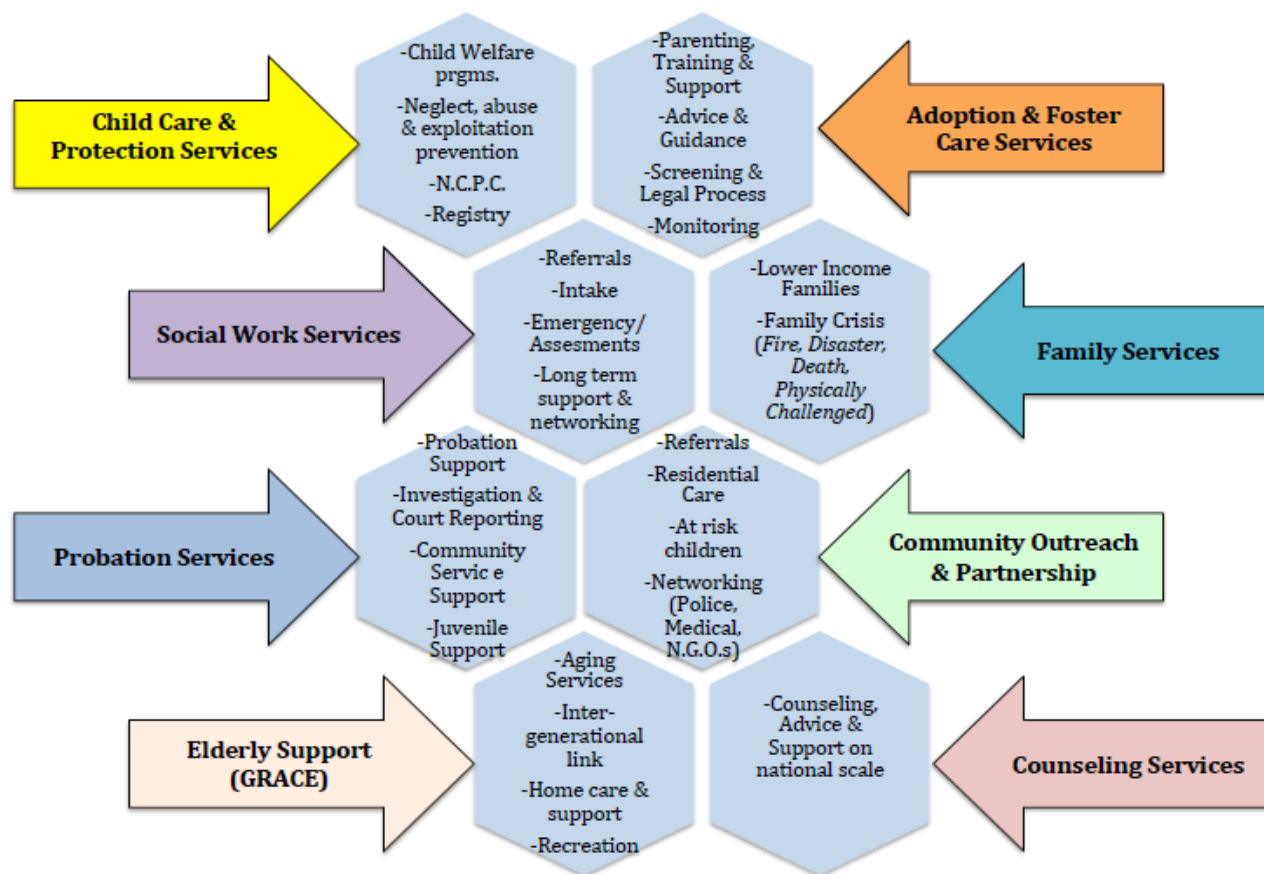 Child Care &
Protection Services
-Child Welfare
prgms.
-Neglect, abuse
& exploitation
prevention
-N.C.P.C.
-Registry
-Parenting,
Training &
Support
-Advice &
Guidance
-Screening &
Legal Process
-Monitoring
Adoption & Foster
Care Services
Social Work Services
-Referrals
-Intake
-Emergency/
Assesments
-Long term
support &
networking
-Lower Income
Families
-Family Crisis
(Fire, Disaster,
Death,
Physically
Challenged)
Family Services
Probation Services
-Probation
Support
-Investigation &
Court Reporting
-Community
Servic e
Support
-Juvenile
Support
-Referrals
-Residential
Care
-At risk
children
-Networking
(Police,
Medical,
N.G.O.s)
Community Outreach
& Partnership
Elderly Support
(GRACE)
-Aging
Services
-Inter-
generational
link
-Home care &
support
-Recreation
-Counseling,
Advice &
Support on
national scale
Counseling Services